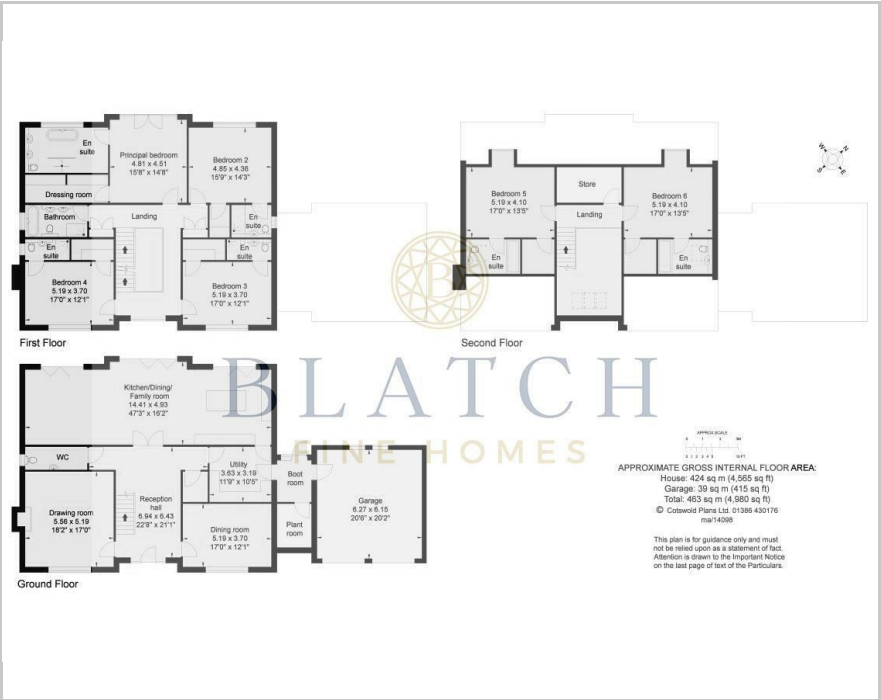 En
suite
Principal bedroom
4.81 x 4.51
15'8" x 14'8"
Bedroom 2
4.85 x 4.36
15'9" x 14'3"
Dressing room
Bathroom
Landing
En
suite
En
suite
En
suite
Bedroom 4
5.19 x 3.70
17'0" x 12'1"
Bedroom 3
5.19 x 3.70
17'0" x 12'1"
First Floor
Bedroom 5
5.19 x 4.10
17'0" x 13'5"
Store
Landing
Bedroom 6
5.19 x 4.10
17'0" x 13'5"
En
suite
En
suite
Second Floor
W
N
S
E
B
BLATCH
FINE HOMES
Kitchen/Dining/
Family room
14.41 x 4.93
47'3" x 16'2"
WC
Utility
3.63 x 3.19
11'9" x 10'5"
Boot
room
Drawing room
5.56 x 5.19
18'2" x 17'0"
Reception
hall
6.94 x 6.43
22'8" x 21'1"
Dining room
5.19 x 3.70
17'0" x 12'1"
Plant
room
Garage
6.27 x 6.15
20'6" x 20'2"
Ground Floor
APPROX SCALE
APPROXIMATE GROSS INTERNAL FLOOR AREA:
House: 424 sq m (4,565 sq ft)
Garage: 39 sq m (415 sq ft)
Total: 463 sq m (4,980 sq ft)
© Cotswold Plans Ltd. 01386 430176
ma/14098
This plan is for guidance only and must
not be relied upon as a statement of fact.
Attention is drawn to the Important Notice
on the last page of text of the Particulars.